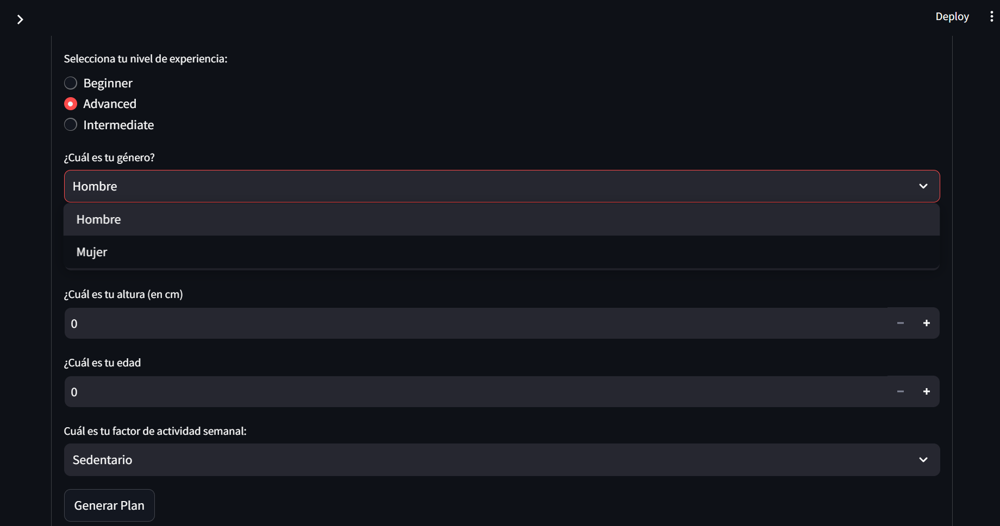 Deploy
Selecciona tu nivel de experiencia:
Beginner
Advanced
Intermediate
¿Cuál es tu género?
Hombre
Hombre
Mujer
¿Cuál es tu altura (en cm)
0
¿Cuál es tu edad
0
Cuál es tu factor de actividad semanal:
Sedentario
Generar Plan